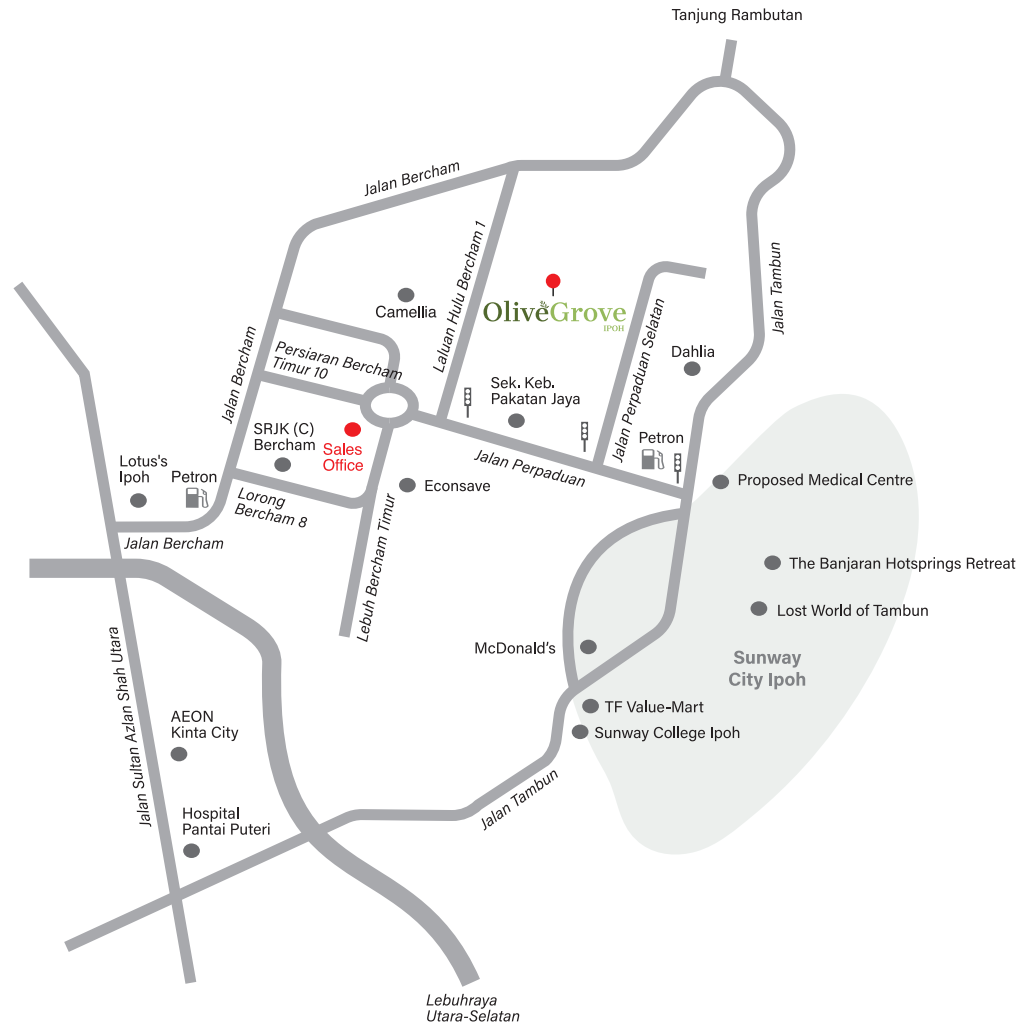 Tanjung Rambutan
Jalan Bercham
Laluan Hulu Bercham 1
Jalan Tambun
Camellia
OliveGrove
IPOH
Jalan Perpaduan Selatan
Dahlia
Jalan Bercham
Persiaran Bercham
Timur 10
Sek. Keb.
Pakatan Jaya
SRJK (C)
Bercham
Sales
Office
Jalan Perpaduan
Petron
Lotus's
Ipoh
Petron
Lorong
Bercham 8
Econsave
Proposed Medical Centre
Jalan Bercham
Lebuh Bercham Timur
The Banjaran Hotsprings Retreat
Lost World of Tambun
McDonald's
Sunway
City Ipoh
Jalan Sultan Azlan Shah Utara
TF Value-Mart
Sunway College Ipoh
AEON
Kinta City
Jalan Tambun
Hospital
Pantai Puteri
Lebuhraya
Utara-Selatan